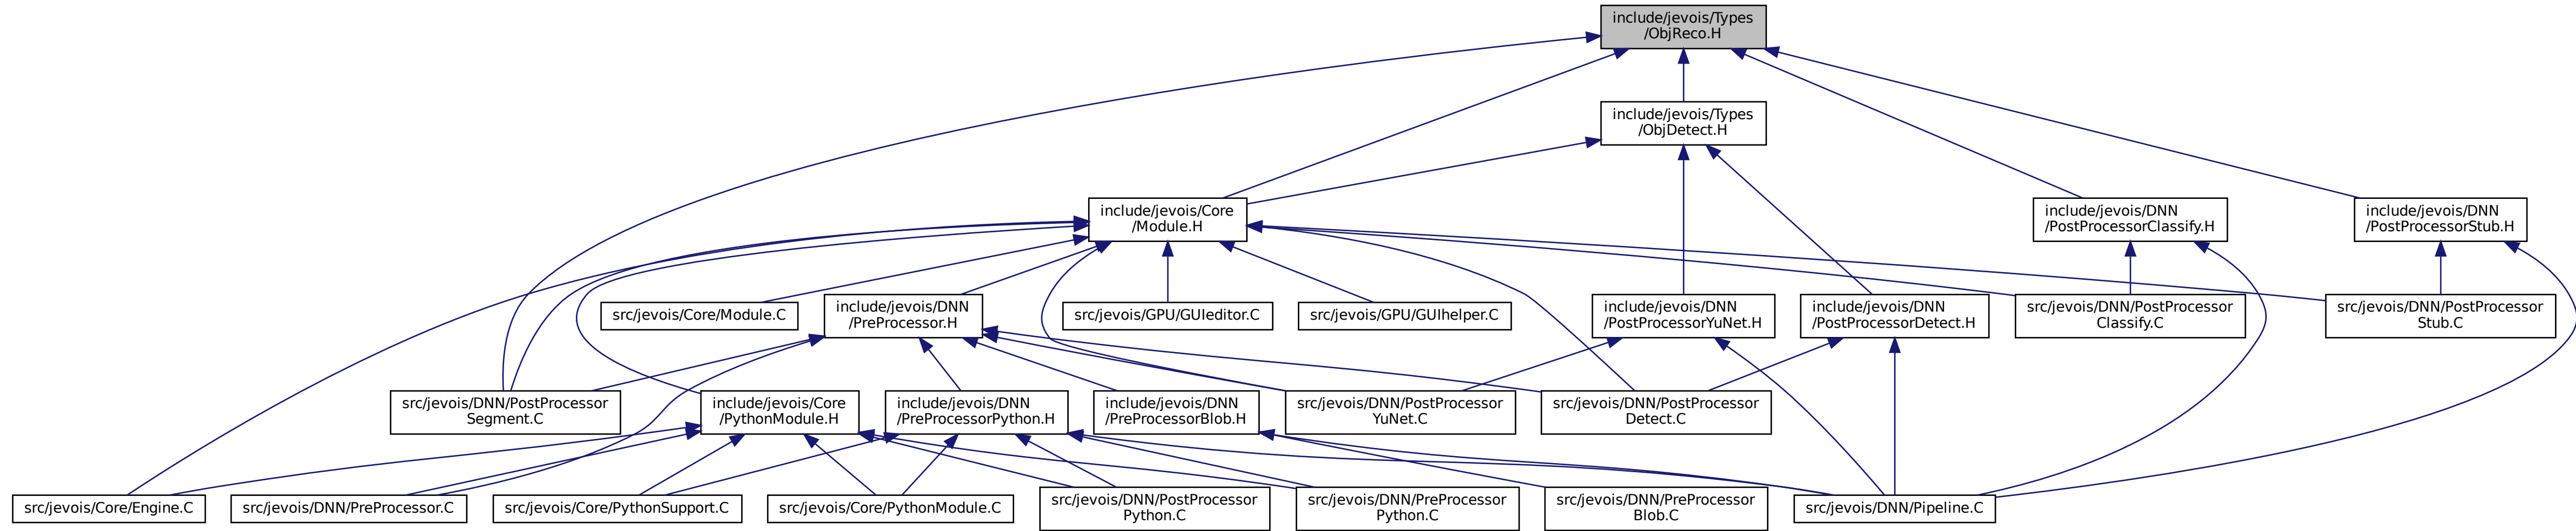 include/jevois/Types
/ObjReco.H
include/jevois/Types
/ObjDetect.H
include/jevois/Core
/Module.H
include/jevois/DNN
/PostProcessorClassify.H
include/jevois/DNN
/PostProcessorStub.H
src/jevois/Core/Module.C
include/jevois/DNN
/PreProcessor.H
src/jevois/GPU/GUIeditor.C
src/jevois/GPU/GUIhelper.C
include/jevois/DNN
/PostProcessorYuNet.H
include/jevois/DNN
/PostProcessorDetect.H
src/jevois/DNN/PostProcessor
Classify.C
src/jevois/DNN/PostProcessor
Stub.C
src/jevois/DNN/PostProcessor
Segment.C
include/jevois/Core
/PythonModule.H
include/jevois/DNN
/PreProcessorPython.H
include/jevois/DNN
/PreProcessorBlob.H
src/jevois/DNN/PostProcessor
YuNet.C
src/jevois/DNN/PostProcessor
Detect.C
src/jevois/Core/Engine.C
src/jevois/DNN/PreProcessor.C
src/jevois/Core/PythonSupport.C
src/jevois/Core/PythonModule.C
src/jevois/DNN/PostProcessor
Python.C
src/jevois/DNN/PreProcessor
Python.C
src/jevois/DNN/PreProcessor
Blob.C
src/jevois/DNN/Pipeline.C